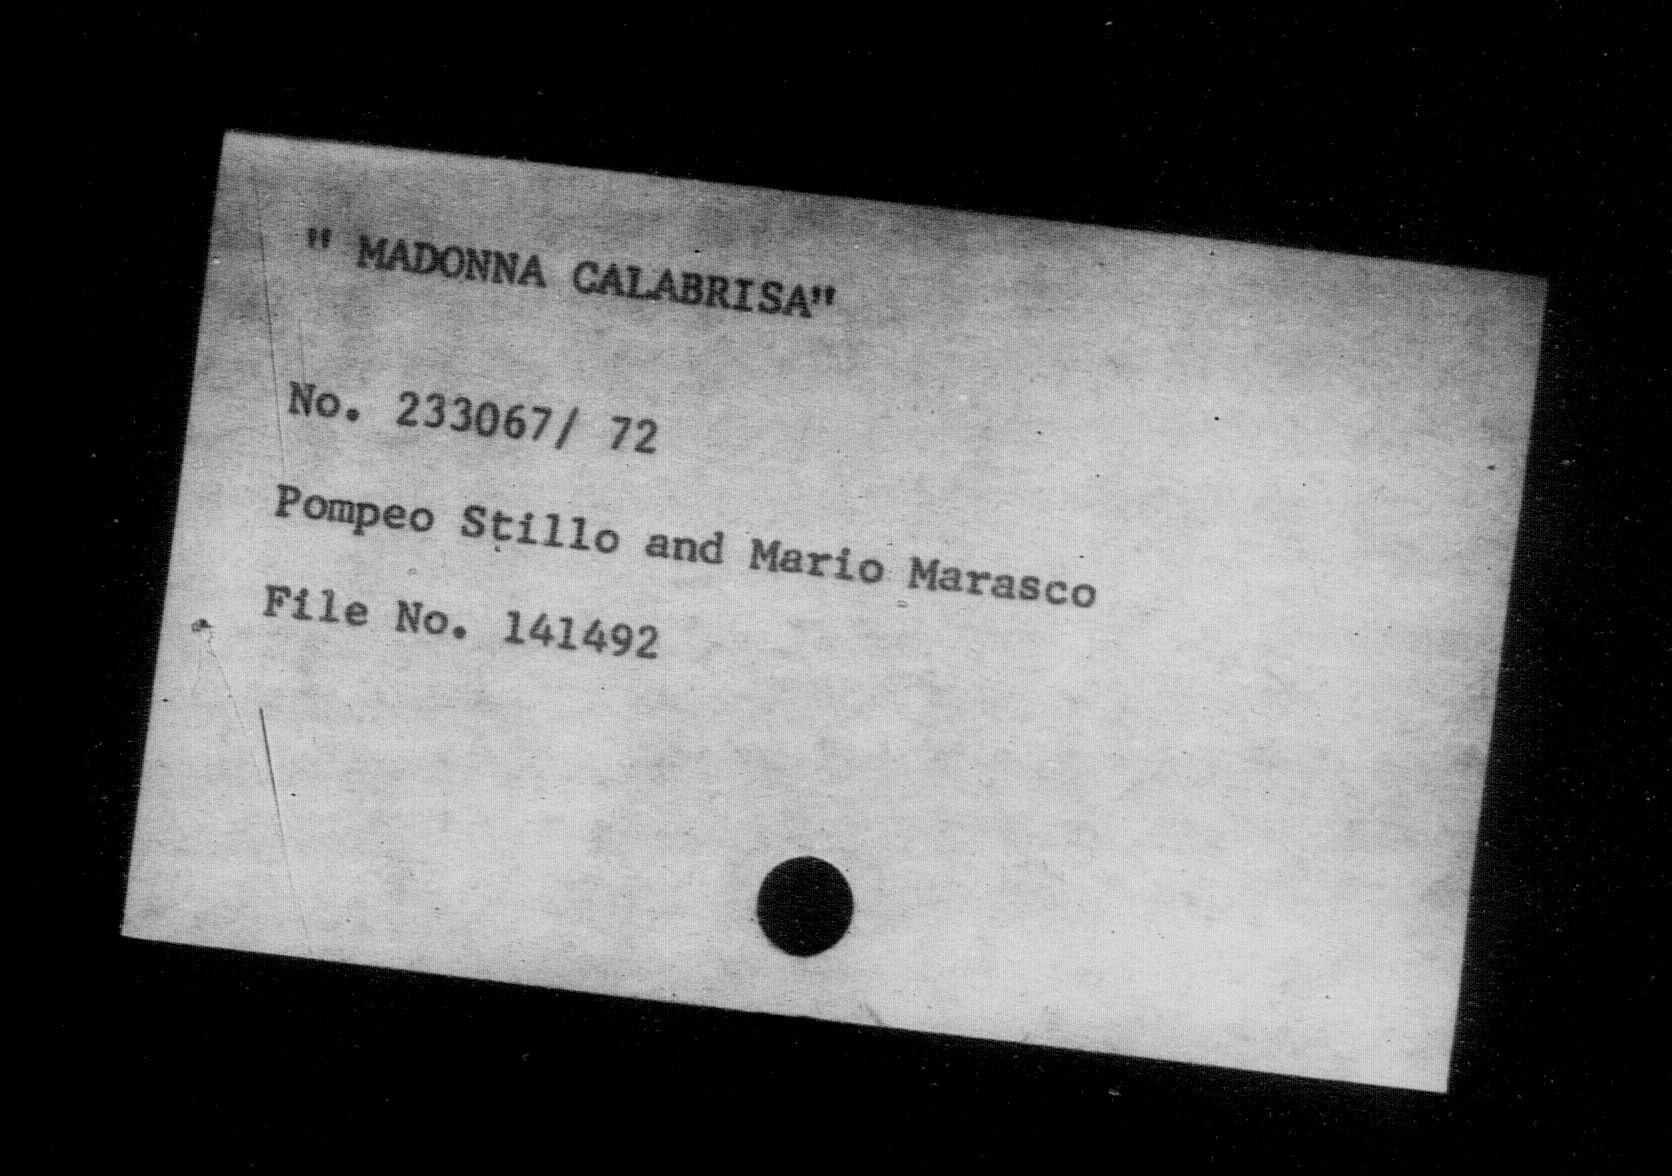 " MADONNA CALABRISA"
No. 233067/ 72
Pompeo Stillo and Mario Marasco
File No. 141492